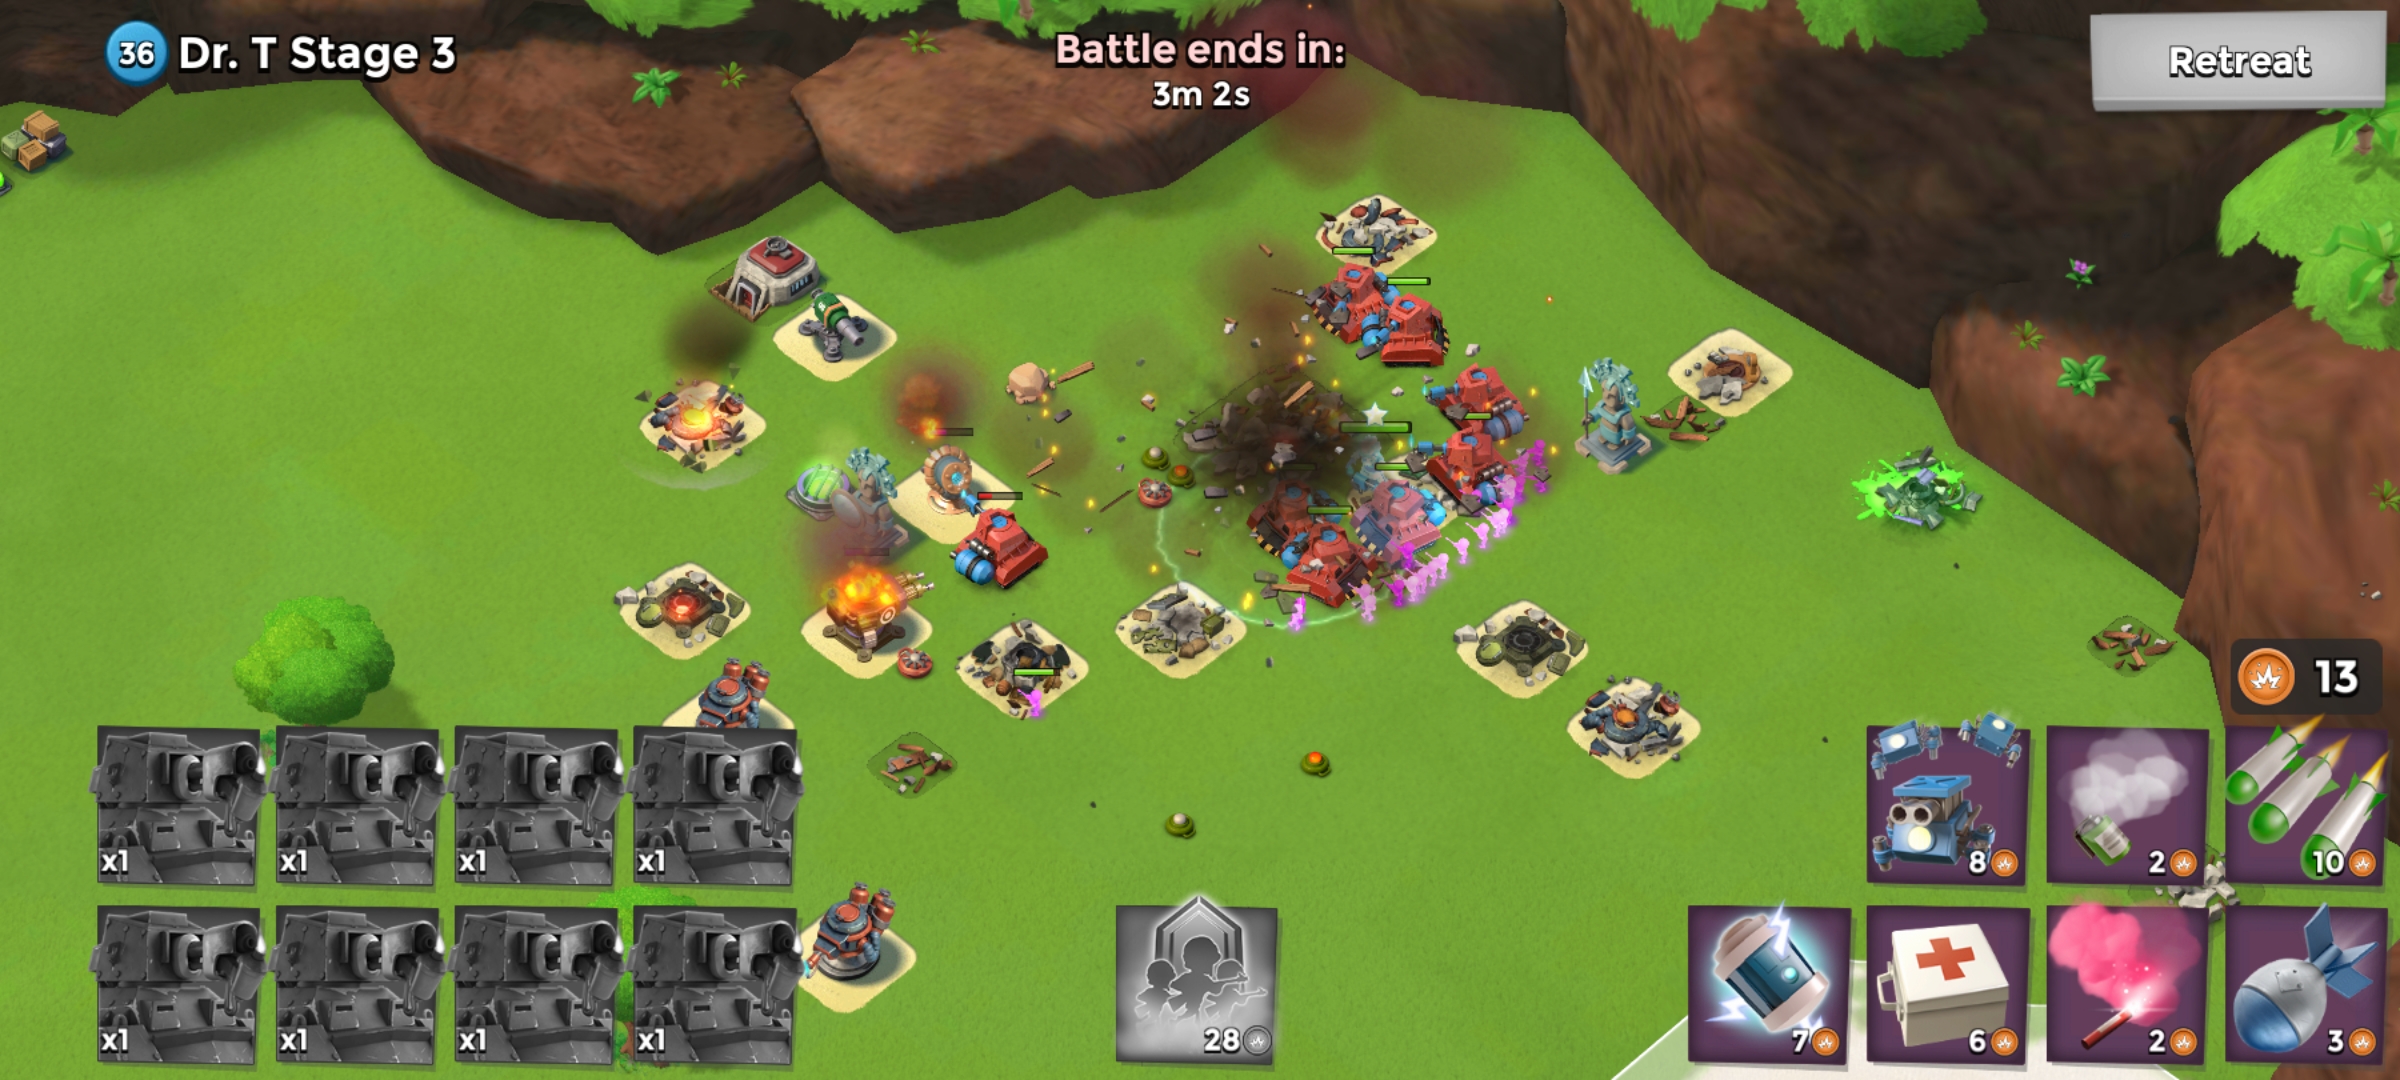 36 Dr. T Stage 3
Battle ends in:
3m 2s
Retreat
13
x1 x1 x1 x1
8 2 10
x1 x1 x1 x1
28
7 6 2 3